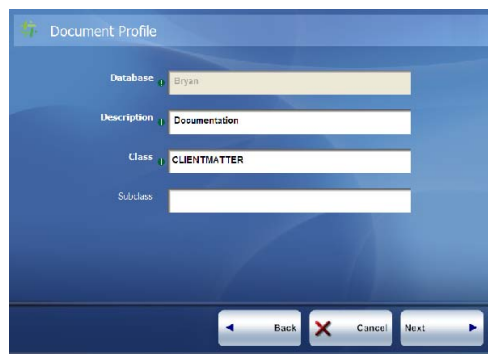 Document Profile
Database Bryan
Description Documentation
Class CLIENTMATTER
Subclass
Back Cancel Next